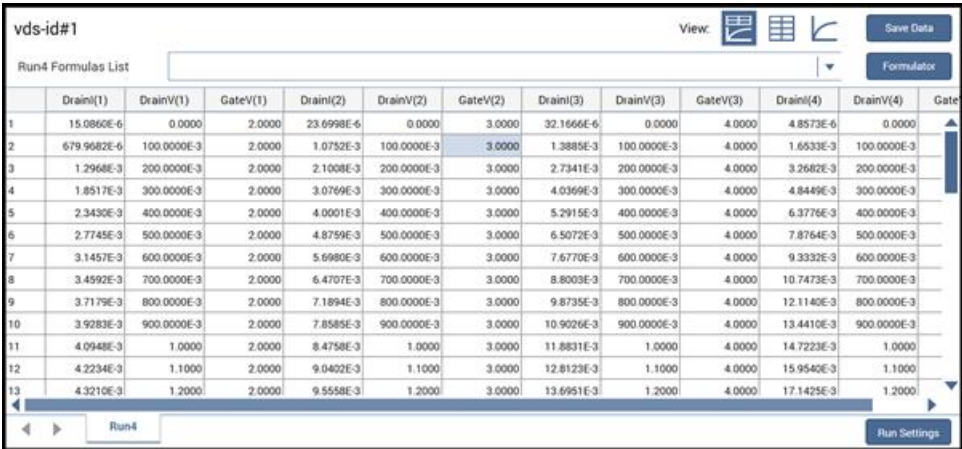 vds-id#1 View: Save Data
Run4 Formulas List Formulator
DrainI(1) DrainV(1) GateV(1) DrainI(2) DrainV(2) GateV(2) DrainI(3) DrainV(3) GateV(3) DrainI(4) DrainV(4) Gate
1 15.0860E-6 0.0000 2.0000 23.6998E-6 0.0000 3.0000 32.1666E-6 0.0000 4.0000 4.8573E-6 0.0000
2 679.9682E-6 100.0000E-3 2.0000 1.0752E-3 100.0000E-3 3.0000 1.3885E-3 100.0000E-3 4.0000 1.6533E-3 100.0000E-3
3 1.2968E-3 200.0000E-3 2.0000 2.1008E-3 200.0000E-3 3.0000 2.7341E-3 200.0000E-3 4.0000 3.2682E-3 200.0000E-3
4 1.8517E-3 300.0000E-3 2.0000 3.0769E-3 300.0000E-3 3.0000 4.0369E-3 300.0000E-3 4.0000 4.8449E-3 300.0000E-3
5 2.3430E-3 400.0000E-3 2.0000 4.0001E-3 400.0000E-3 3.0000 5.2915E-3 400.0000E-3 4.0000 6.3776E-3 400.0000E-3
6 2.7745E-3 500.0000E-3 2.0000 4.8759E-3 500.0000E-3 3.0000 6.5072E-3 500.0000E-3 4.0000 7.8764E-3 500.0000E-3
7 3.1457E-3 600.0000E-3 2.0000 5.6980E-3 600.0000E-3 3.0000 7.6770E-3 600.0000E-3 4.0000 9.3332E-3 600.0000E-3
8 3.4592E-3 700.0000E-3 2.0000 6.4707E-3 700.0000E-3 3.0000 8.8003E-3 700.0000E-3 4.0000 10.7473E-3 700.0000E-3
9 3.7179E-3 800.0000E-3 2.0000 7.1894E-3 800.0000E-3 3.0000 9.8735E-3 800.0000E-3 4.0000 12.1140E-3 800.0000E-3
10 3.9283E-3 900.0000E-3 2.0000 7.8585E-3 900.0000E-3 3.0000 10.9026E-3 900.0000E-3 4.0000 13.4410E-3 900.0000E-3
11 4.0948E-3 1.0000 2.0000 8.4758E-3 1.0000 3.0000 11.8831E-3 1.0000 4.0000 14.7223E-3 1.0000
12 4.2234E-3 1.1000 2.0000 9.0402E-3 1.1000 3.0000 12.8123E-3 1.1000 4.0000 15.9540E-3 1.1000
13 4.3210E-3 1.2000 2.0000 9.5558E-3 1.2000 3.0000 13.6951E-3 1.2000 4.0000 17.1425E-3 1.2000
Run4 Run Settings